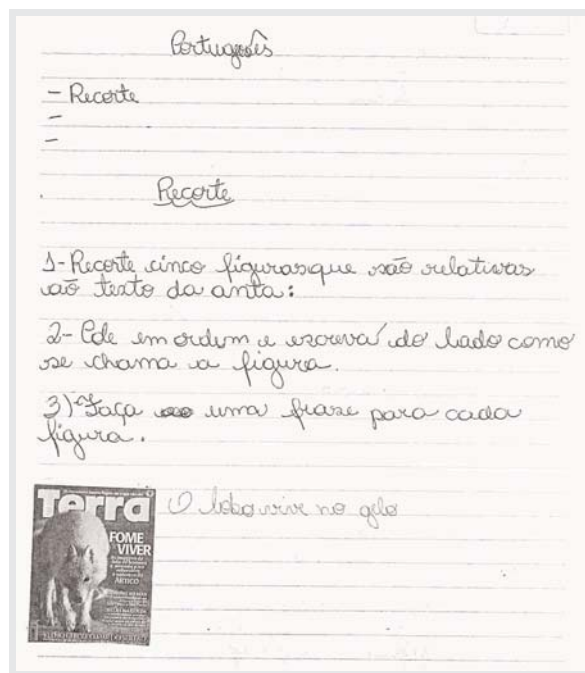 Português
- Recorte
-
-
Recorte
1- Recorte cinco figuras que são relativas
ao texto da anta:
2- Cole em ordem e escreva do lado como
se chama a figura.
3) Faça uma frase para cada
figura.
Terra
O lobo vive no gelo
FOME
VIVER
ÁRTICO